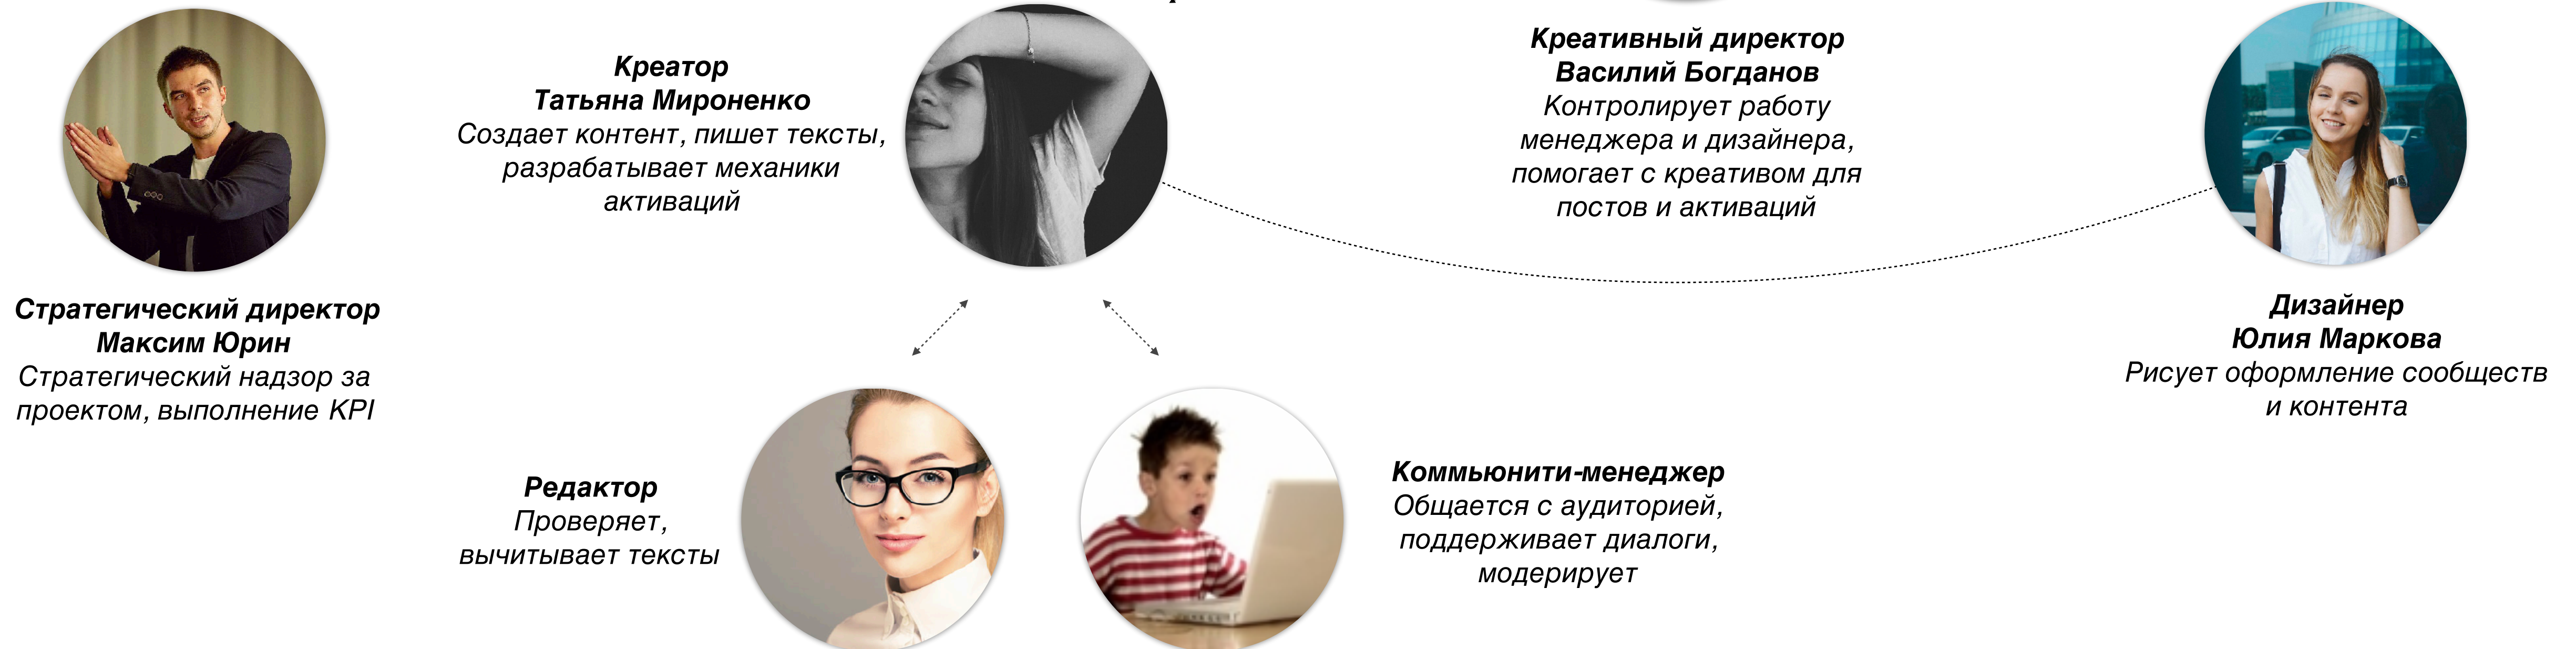 Креатор
Татьяна Мироненко
Создает контент, пишет тексты,
разрабатывает механики
активаций
Креативный директор
Василий Богданов
Контролирует работу
менеджера и дизайнера,
помогает с креативом для
постов и активаций
Стратегический директор
Максим Юрин
Стратегический надзор за
проектом, выполнение KPI
Дизайнер
Юлия Маркова
Рисует оформление сообществ
и контента
Редактор
Проверяет,
вычитывает тексты
Коммьюнити-менеджер
Общается с аудиторией,
поддерживает диалоги,
модерирует